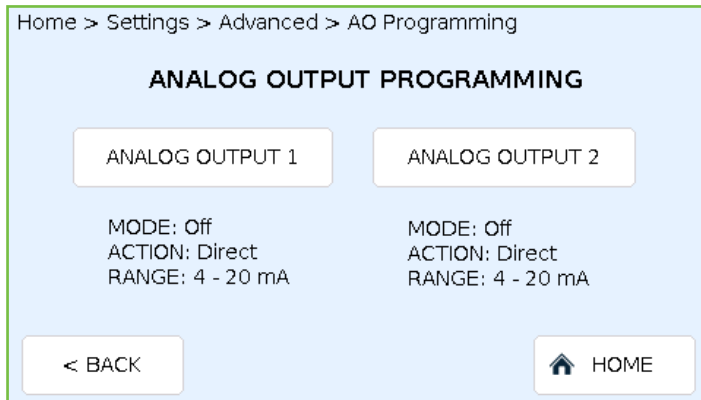 Home > Settings > Advanced > AO Programming
ANALOG OUTPUT PROGRAMMING
ANALOG OUTPUT 1
ANALOG OUTPUT 2
MODE: Off
ACTION: Direct
RANGE: 4 - 20 mA
MODE: Off
ACTION: Direct
RANGE: 4 - 20 mA
< BACK
HOME